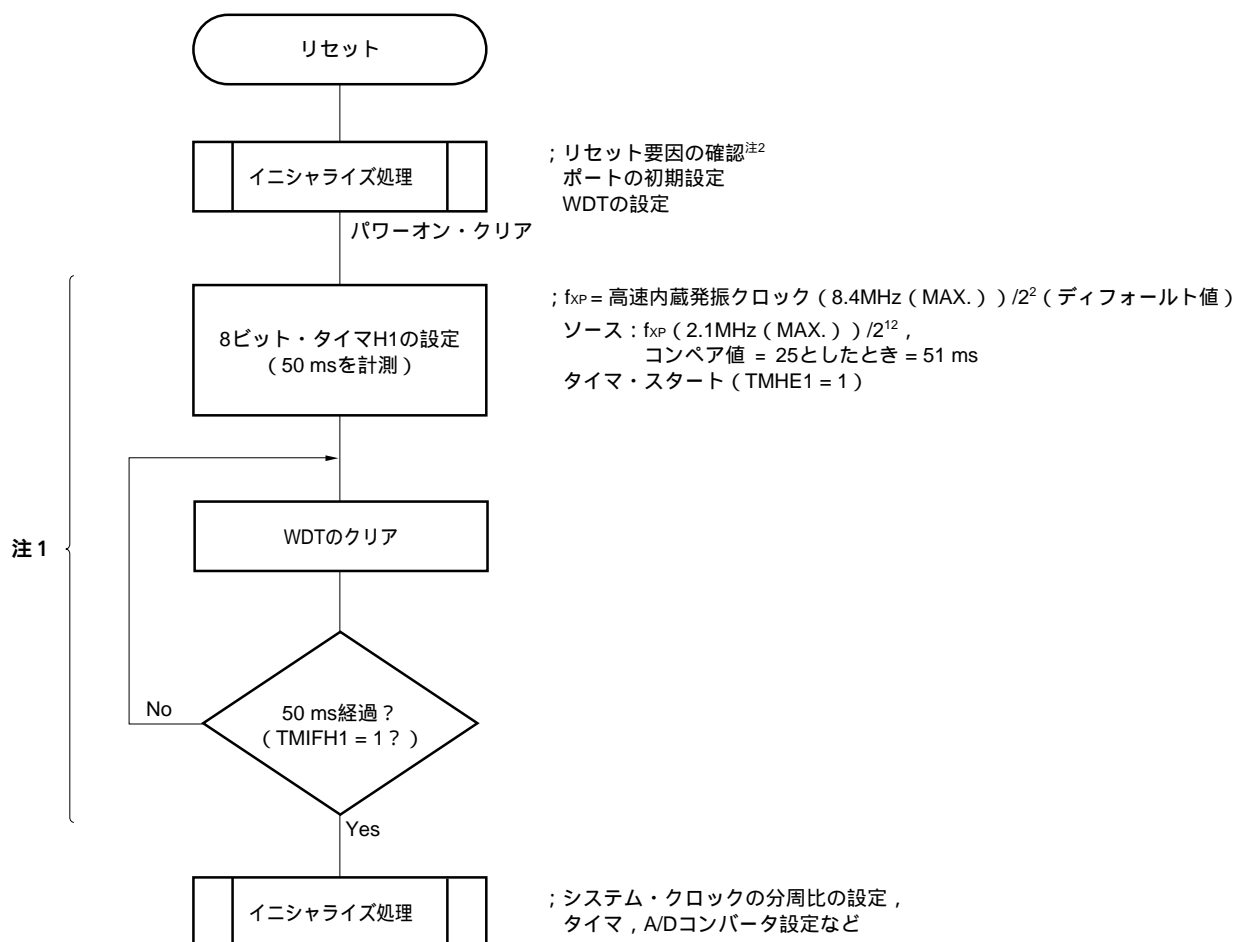 リセット
イニシャライズ処理
;リセット要因の確認注2
ポートの初期設定
WDTの設定
パワーオン・クリア
8ビット・タイマH1の設定
(50 msを計測)
;fXP = 高速内蔵発振クロック(8.4MHz(MAX.))/2²(ディフォールト値)
ソース:fXP(2.1MHz(MAX.))/2¹²,
コンペア値 = 25としたとき = 51 ms
タイマ・スタート(TMHE1 = 1)
注1
WDTのクリア
No
50 ms経過?
(TMIFH1 = 1?)
Yes
イニシャライズ処理
;システム・クロックの分周比の設定,
タイマ,A/Dコンバータ設定など